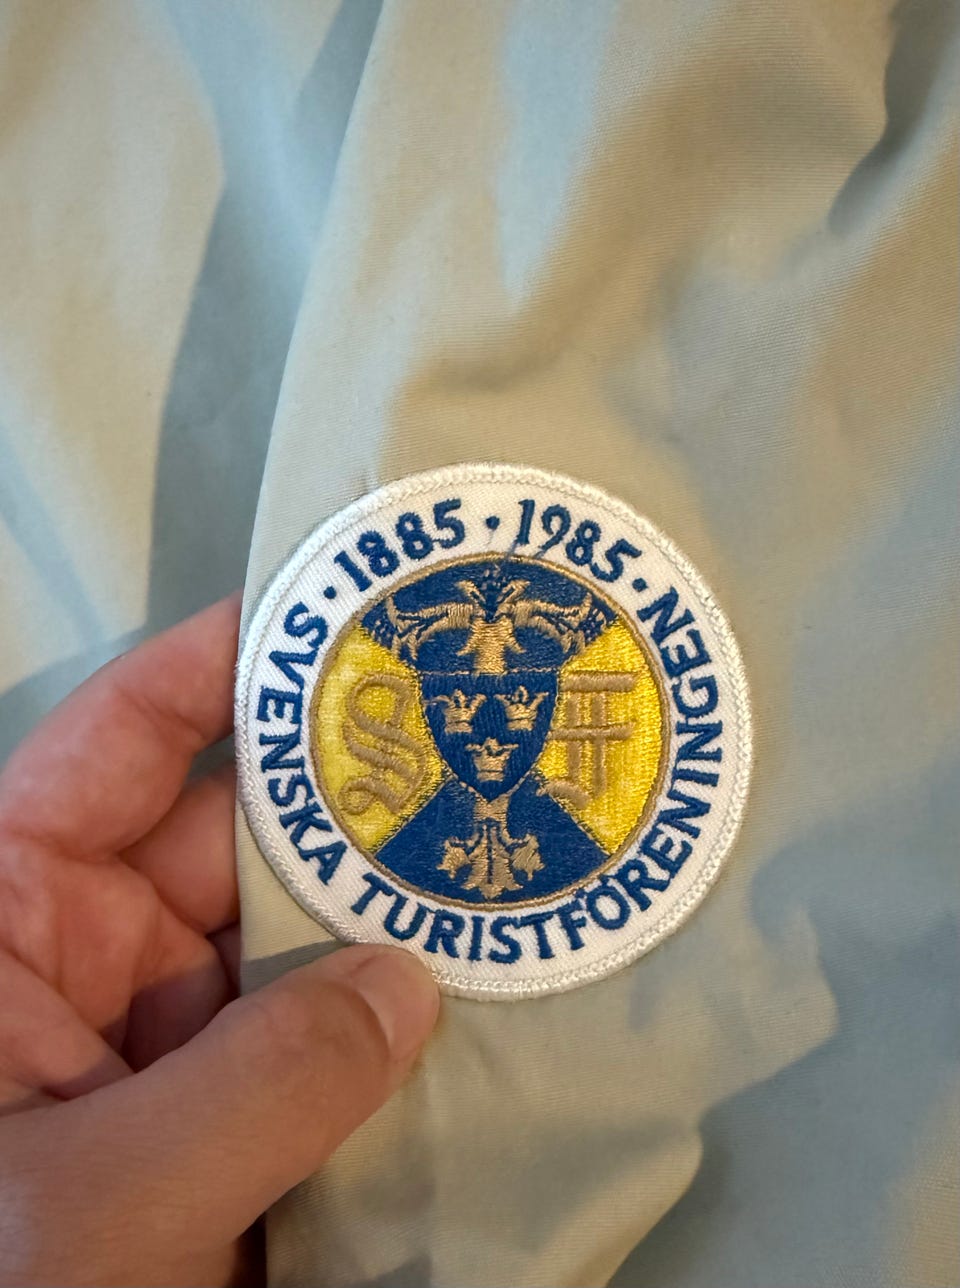 SVENSKA · 1885 · 1985 · TURISTFÖRENINGEN
S F